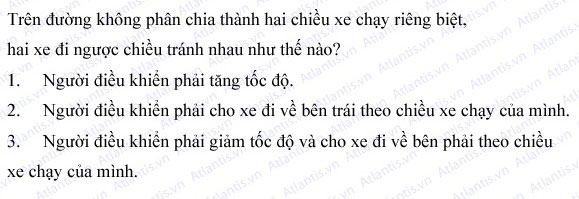 Trên đường không phân chia thành hai chiều xe chạy riêng biệt,
hai xe đi ngược chiều tránh nhau như thế nào?
1. Người điều khiển phải tăng tốc độ.
2. Người điều khiển phải cho xe đi về bên trái theo chiều xe chạy của mình.
3. Người điều khiển phải giảm tốc độ và cho xe đi về bên phải theo chiều
xe chạy của mình.